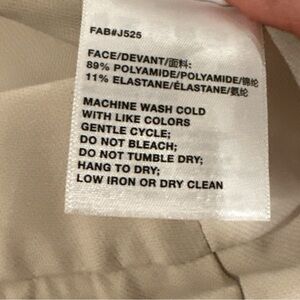 FAB#J525
FACE/DEVANT/面料:
89% POLYAMIDE/POLYAMIDE/锦纶
11% ELASTANE/ÉLASTANE/氨纶
MACHINE WASH COLD
WITH LIKE COLORS
GENTLE CYCLE;
DO NOT BLEACH;
DO NOT TUMBLE DRY;
HANG TO DRY;
LOW IRON OR DRY CLEAN